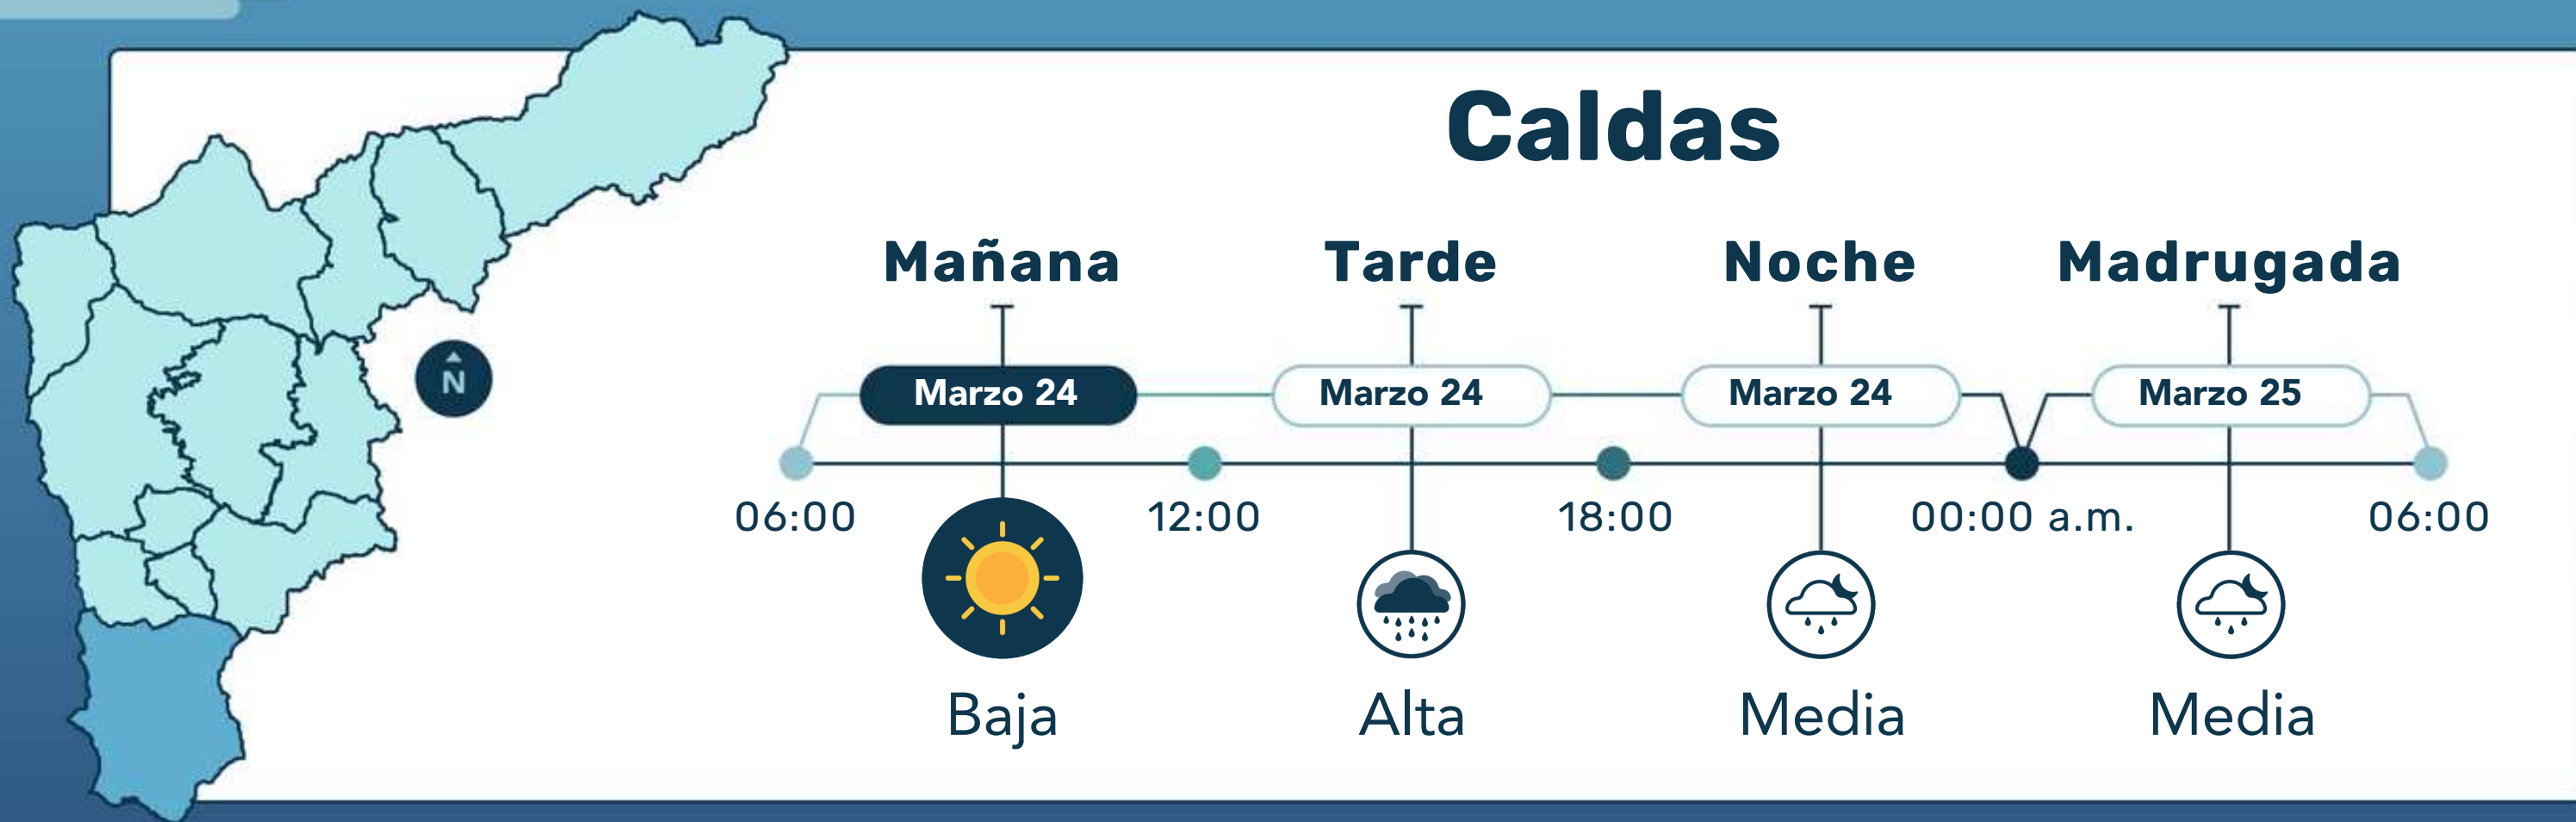 Caldas
Mañana Tarde Noche Madrugada
N
Marzo 24 Marzo 24 Marzo 24 Marzo 25
06:00 12:00 18:00 00:00 a.m. 06:00
Baja Alta Media Media